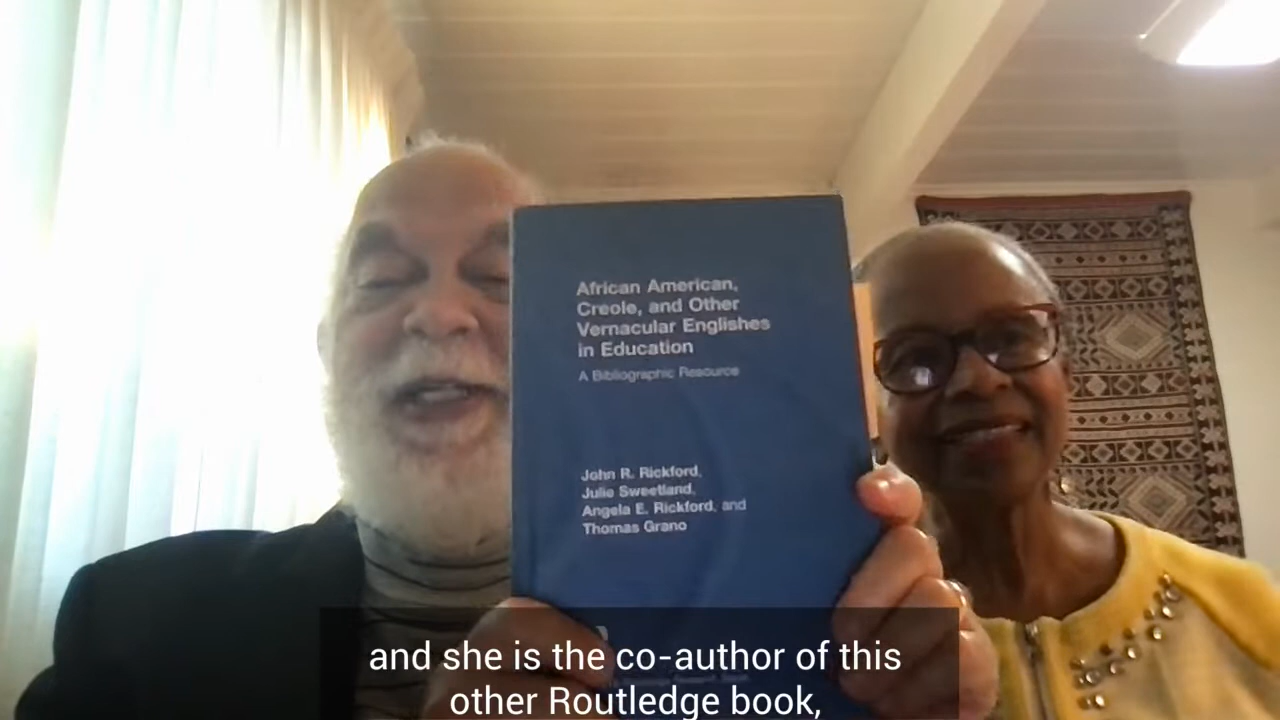 African American,
Creole, and Other
Vernacular Englishes
in Education
A Bibliographic Resource
John R. Rickford,
Julie Sweetland,
Angela E. Rickford, and
Thomas Grano
and she is the co-author of this
other Routledge book,